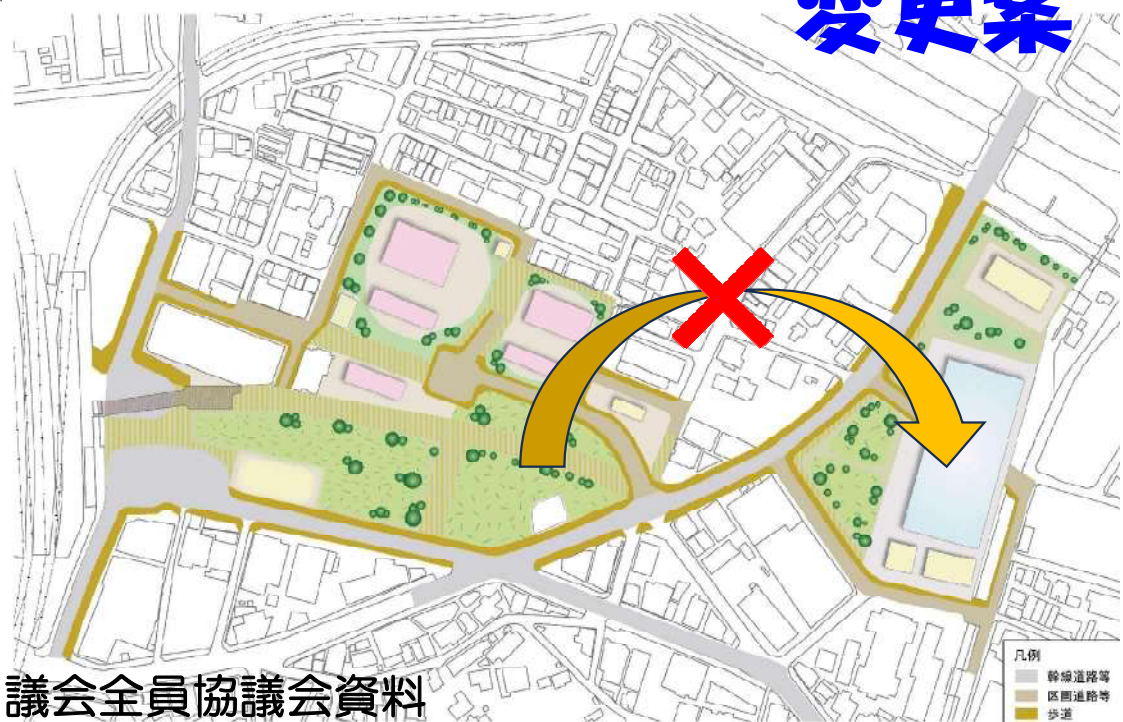 変更案
凡例
幹線道路等
区画道路等
歩道
議会全員協議会資料